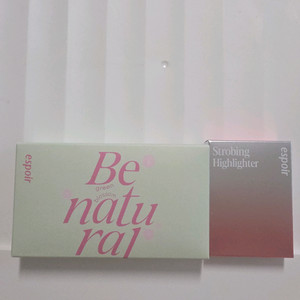 espoir
Be
natu
ral
Strobing
Highlighter
espoir